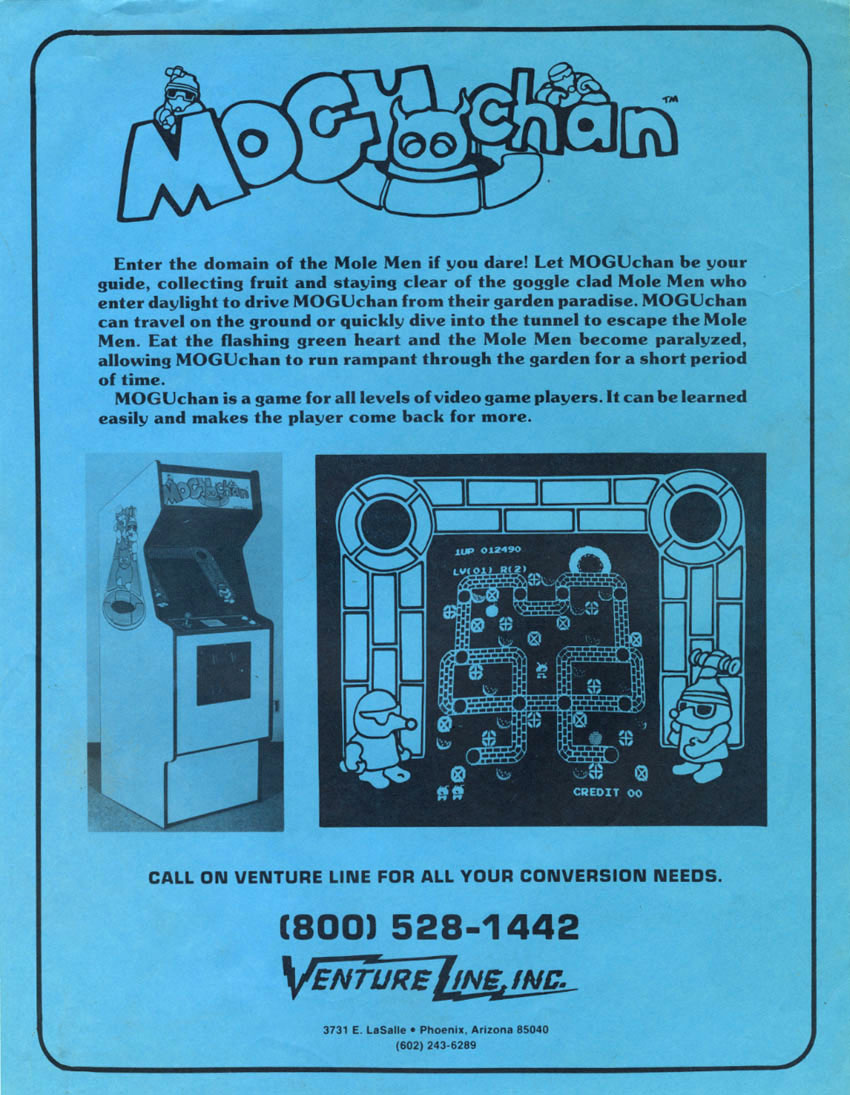 MOGUchan™
Enter the domain of the Mole Men if you dare! Let MOGUchan be your
guide, collecting fruit and staying clear of the goggle clad Mole Men who
enter daylight to drive MOGUchan from their garden paradise. MOGUchan
can travel on the ground or quickly dive into the tunnel to escape the Mole
Men. Eat the flashing green heart and the Mole Men become paralyzed,
allowing MOGUchan to run rampant through the garden for a short period
of time.
MOGUchan is a game for all levels of video game players. It can be learned
easily and makes the player come back for more.
MOGUchan
1UP 012490
LV(01) R(2)
CREDIT 00
CALL ON VENTURE LINE FOR ALL YOUR CONVERSION NEEDS.
(800) 528-1442
VENTURE LINE, INC.
3731 E. LaSalle • Phoenix, Arizona 85040
(602) 243-6289